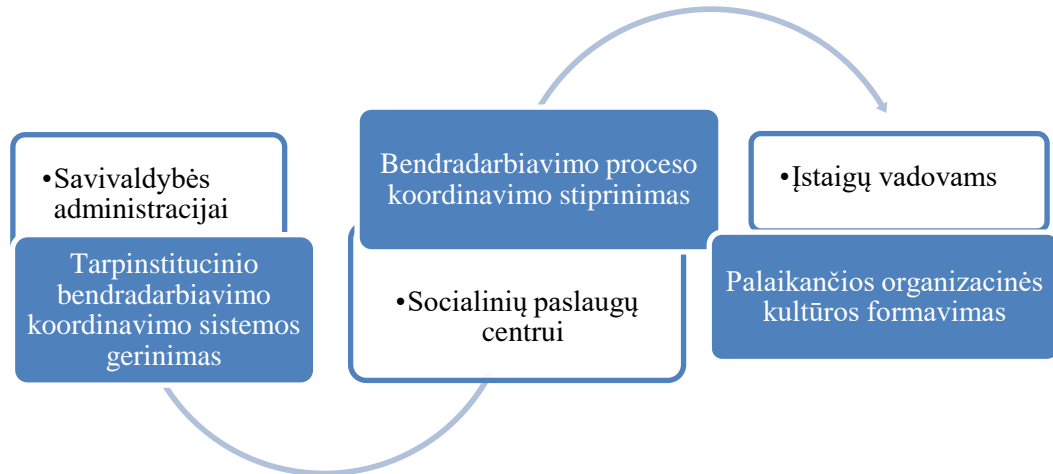 •Savivaldybės
administracijai
Tarpinstitucinio
bendradarbiavimo
koordinavimo sistemos
gerinimas
Bendradarbiavimo proceso
koordinavimo stiprinimas
•Socialinių paslaugų
centrui
•Įstaigų vadovams
Palaikančios organizacinės
kultūros formavimas